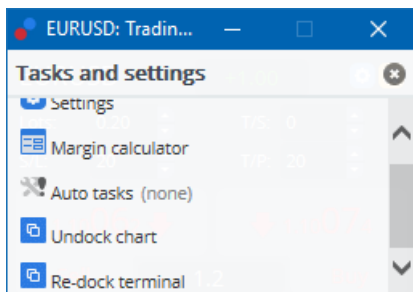 EURUSD: Tradin...
Tasks and settings
Settings
Margin calculator
Auto tasks (none)
Undock chart
Re-dock terminal